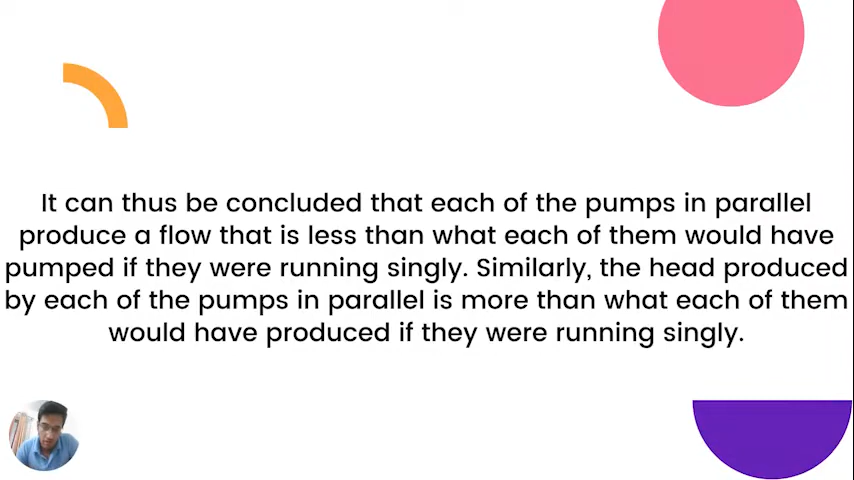 It can thus be concluded that each of the pumps in parallel
produce a flow that is less than what each of them would have
pumped if they were running singly. Similarly, the head produced
by each of the pumps in parallel is more than what each of them
would have produced if they were running singly.